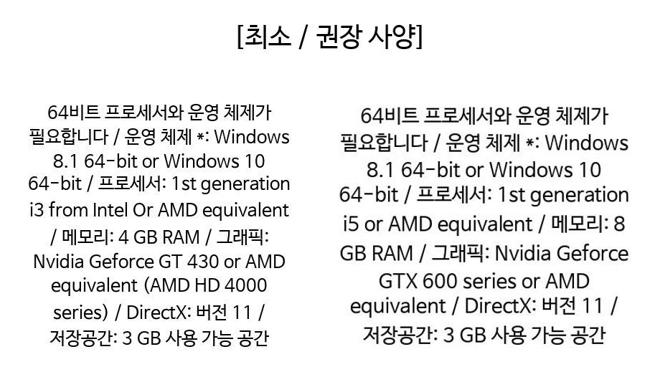 [최소 / 권장 사양]
64비트 프로세서와 운영 체제가
필요합니다 / 운영 체제 *: Windows
8.1 64-bit or Windows 10
64-bit / 프로세서: 1st generation
i3 from Intel Or AMD equivalent
/ 메모리: 4 GB RAM / 그래픽:
Nvidia Geforce GT 430 or AMD
equivalent (AMD HD 4000
series) / DirectX: 버전 11 /
저장공간: 3 GB 사용 가능 공간
64비트 프로세서와 운영 체제가
필요합니다 / 운영 체제 *: Windows
8.1 64-bit or Windows 10
64-bit / 프로세서: 1st generation
i5 or AMD equivalent / 메모리: 8
GB RAM / 그래픽: Nvidia Geforce
GTX 600 series or AMD
equivalent / DirectX: 버전 11 /
저장공간: 3 GB 사용 가능 공간